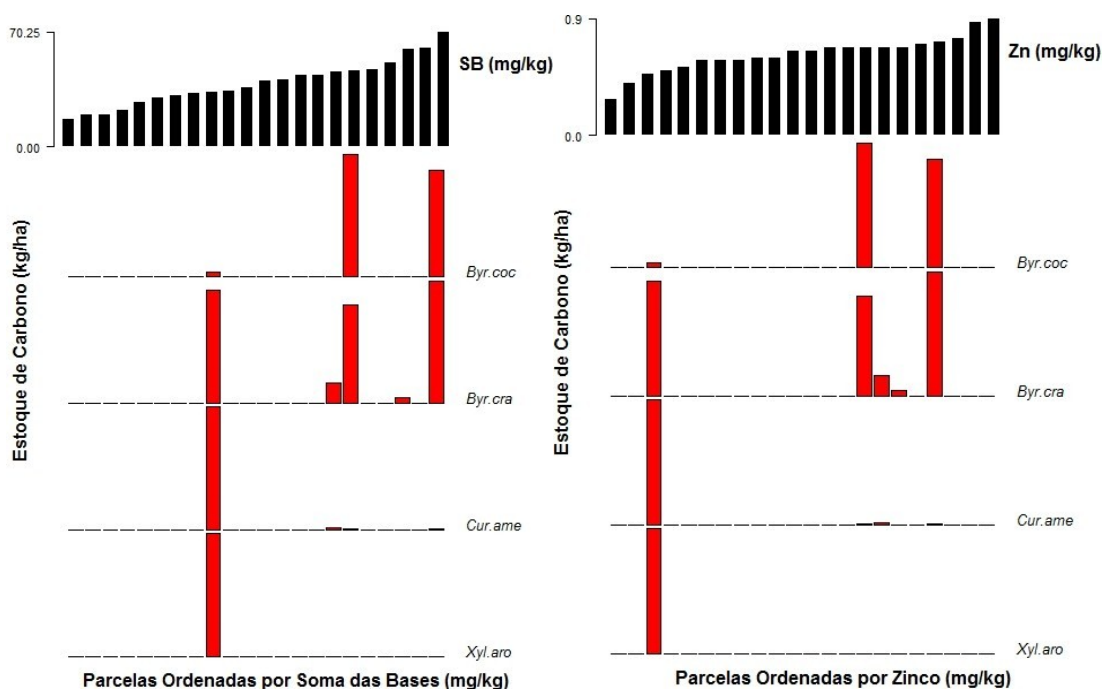 70.25
SB (mg/kg)
0.00
Estoque de Carbono (kg/ha)
Byr.coc
Byr.cra
Cur.ame
Xyl.aro
Parcelas Ordenadas por Soma das Bases (mg/kg)
0.9
Zn (mg/kg)
0.0
Estoque de Carbono (kg/ha)
Byr.coc
Byr.cra
Cur.ame
Xyl.aro
Parcelas Ordenadas por Zinco (mg/kg)